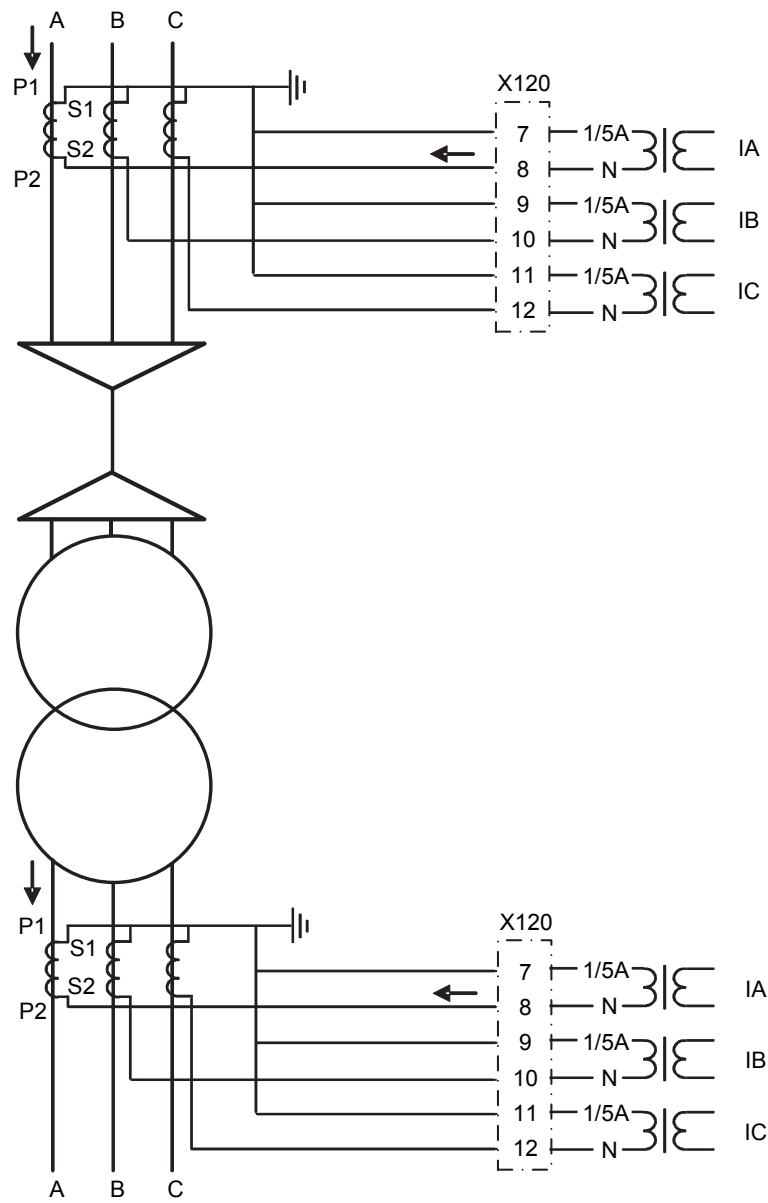 A B C
P1
S1
S2
P2
X120
7 1/5A
8 N
IA
9 1/5A
10 N
IB
11 1/5A
12 N
IC
P1
S1
S2
P2
X120
7 1/5A
8 N
IA
9 1/5A
10 N
IB
11 1/5A
12 N
IC
A B C